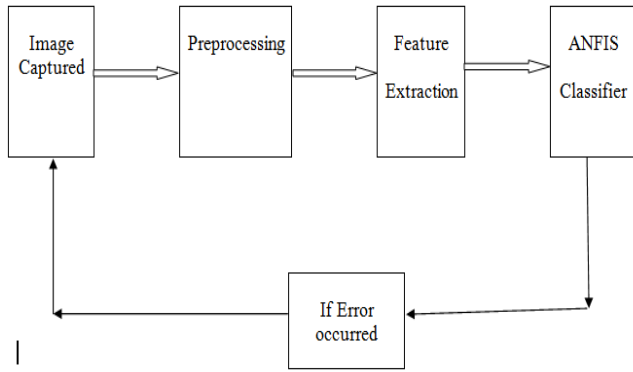 Image
Captured
Preprocessing
Feature
Extraction
ANFIS
Classifier
If Error
occurred